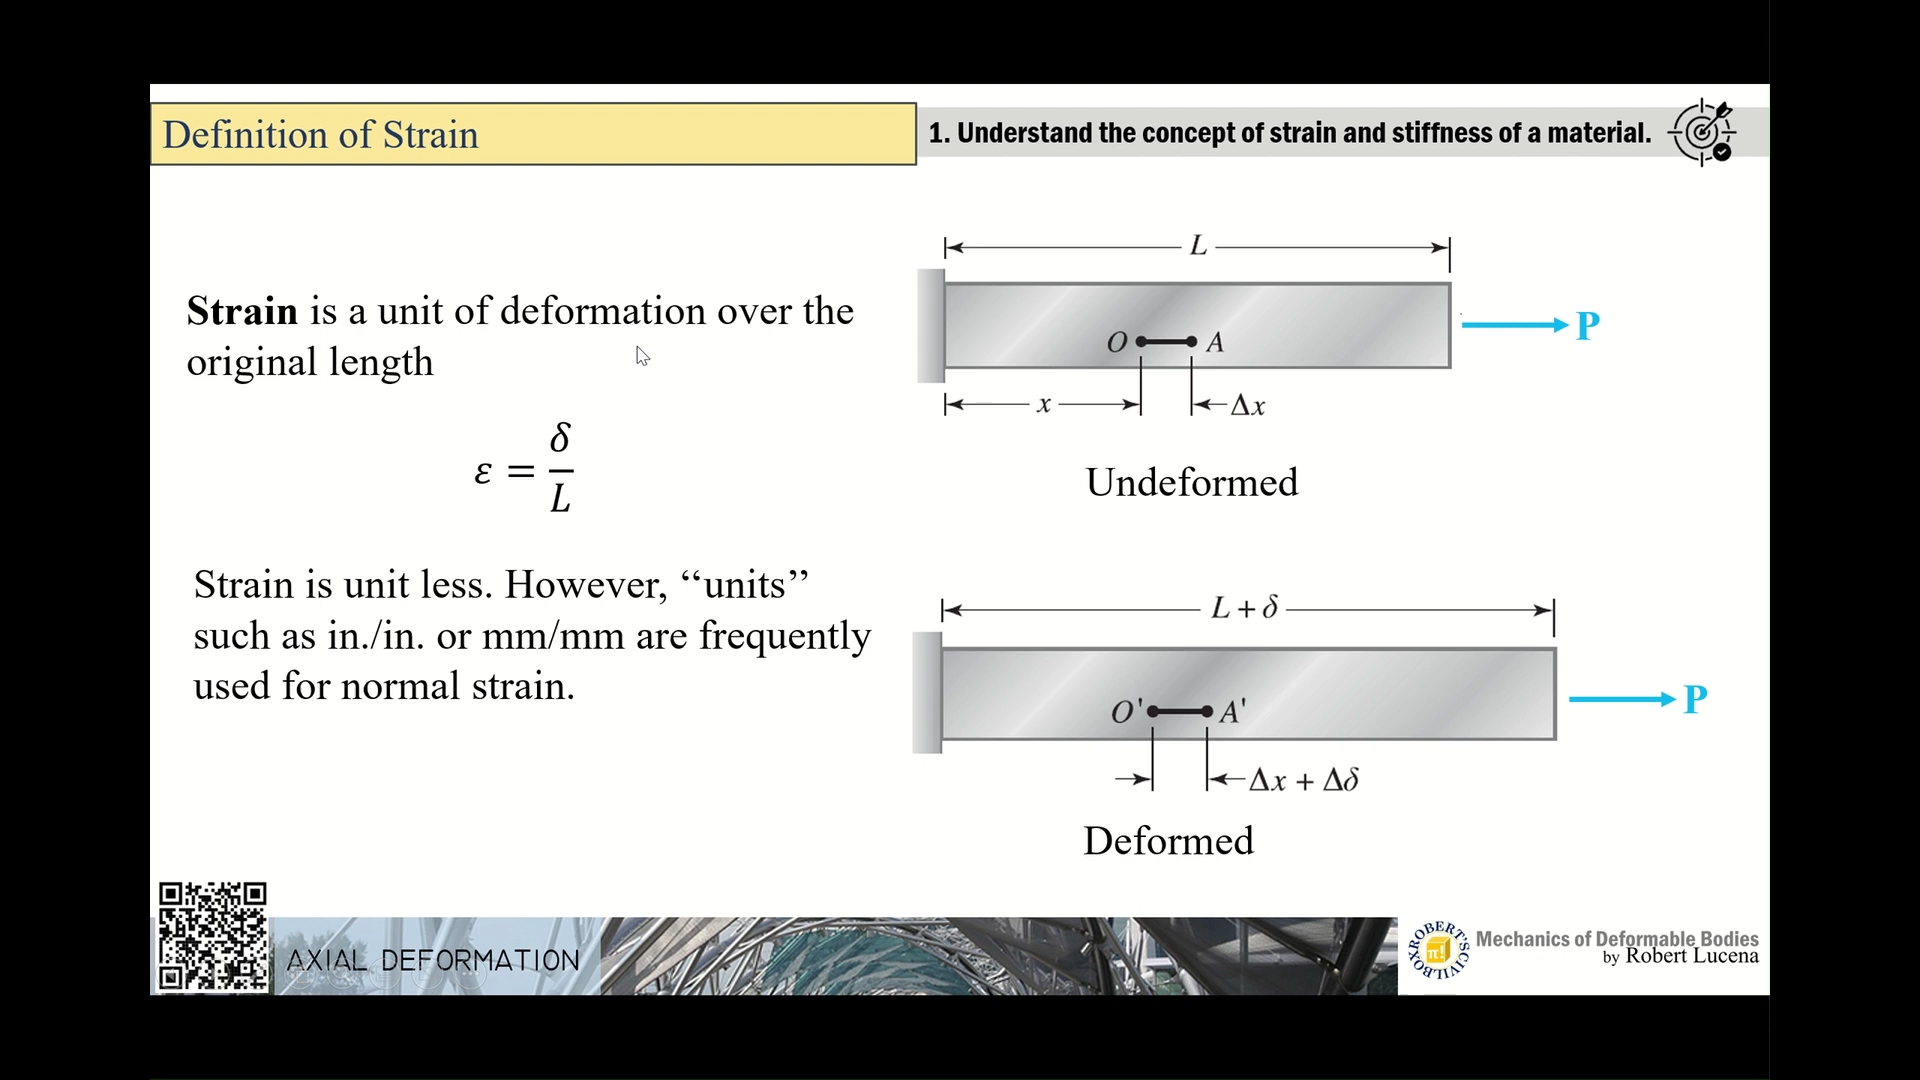 Definition of Strain
1. Understand the concept of strain and stiffness of a material.
Strain is a unit of deformation over the
original length
ε = δ/L
Strain is unit less. However, ‘‘units’’
such as in./in. or mm/mm are frequently
used for normal strain.
L
O A
P
x
Δx
Undeformed
L + δ
O' A'
P
Δx + Δδ
Deformed
AXIAL DEFORMATION
ROBERT'S CIVILBOX
π!
Mechanics of Deformable Bodies
by Robert Lucena